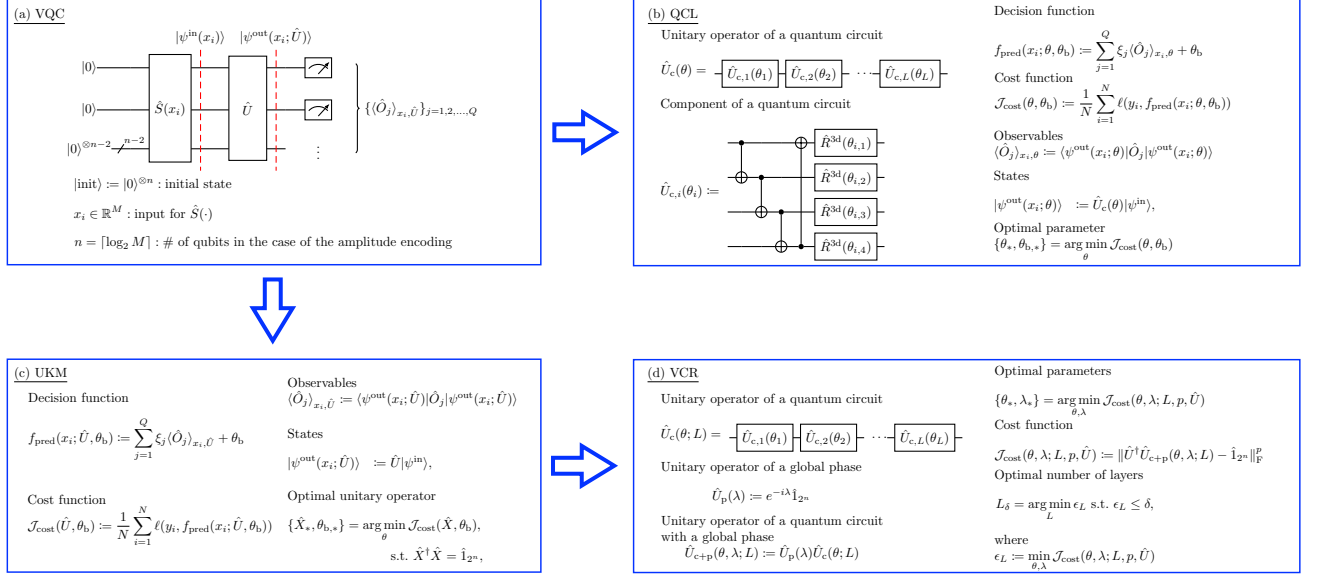 (a) VQC
|ψ^in(x_i)⟩ |ψ^out(x_i; Û)⟩
|0⟩
|0⟩ Ŝ(x_i) Û {⟨Ô_j⟩_{x_i,Û}}_{j=1,2,...,Q}
|0⟩^{⊗n−2} n−2
⋮
|init⟩ := |0⟩^{⊗n} : initial state
x_i ∈ ℝ^M : input for Ŝ(·)
n = ⌈log_2 M⌉ : # of qubits in the case of the amplitude encoding
(b) QCL
Unitary operator of a quantum circuit
Û_c(θ) = Û_{c,1}(θ_1) Û_{c,2}(θ_2) ··· Û_{c,L}(θ_L)
Component of a quantum circuit
Û_{c,i}(θ_i) :=
R̂^{3d}(θ_{i,1})
R̂^{3d}(θ_{i,2})
R̂^{3d}(θ_{i,3})
R̂^{3d}(θ_{i,4})
Decision function
f_pred(x_i; θ, θ_b) := ∑_{j=1}^{Q} ξ_j⟨Ô_j⟩_{x_i,θ} + θ_b
Cost function
𝒥_cost(θ, θ_b) := 1/N ∑_{i=1}^{N} ℓ(y_i, f_pred(x_i; θ, θ_b))
Observables
⟨Ô_j⟩_{x_i,θ} := ⟨ψ^out(x_i; θ)|Ô_j|ψ^out(x_i; θ)⟩
States
|ψ^out(x_i; θ)⟩ := Û_c(θ)|ψ^in⟩,
Optimal parameter
{θ_*, θ_{b,*}} = arg min_θ 𝒥_cost(θ, θ_b)
(c) UKM
Decision function
f_pred(x_i; Û, θ_b) := ∑_{j=1}^{Q} ξ_j⟨Ô_j⟩_{x_i,Û} + θ_b
Cost function
𝒥_cost(Û, θ_b) := 1/N ∑_{i=1}^{N} ℓ(y_i, f_pred(x_i; Û, θ_b))
Observables
⟨Ô_j⟩_{x_i,Û} := ⟨ψ^out(x_i; Û)|Ô_j|ψ^out(x_i; Û)⟩
States
|ψ^out(x_i; Û)⟩ := Û|ψ^in⟩,
Optimal unitary operator
{X̂_*, θ_{b,*}} = arg min_θ 𝒥_cost(X̂, θ_b),
s.t. X̂^†X̂ = 1̂_{2^n},
(d) VCR
Unitary operator of a quantum circuit
Û_c(θ; L) = Û_{c,1}(θ_1) Û_{c,2}(θ_2) ··· Û_{c,L}(θ_L)
Unitary operator of a global phase
Û_p(λ) := e^{−iλ}1̂_{2^n}
Unitary operator of a quantum circuit
with a global phase
Û_{c+p}(θ, λ; L) := Û_p(λ)Û_c(θ; L)
Optimal parameters
{θ_*, λ_*} = arg min_{θ,λ} 𝒥_cost(θ, λ; L, p, Û)
Cost function
𝒥_cost(θ, λ; L, p, Û) := ‖Û^†Û_{c+p}(θ, λ; L) − 1̂_{2^n}‖_F^p
Optimal number of layers
L_δ = arg min_L ϵ_L s.t. ϵ_L ≤ δ,
where
ϵ_L := min_{θ,λ} 𝒥_cost(θ, λ; L, p, Û)